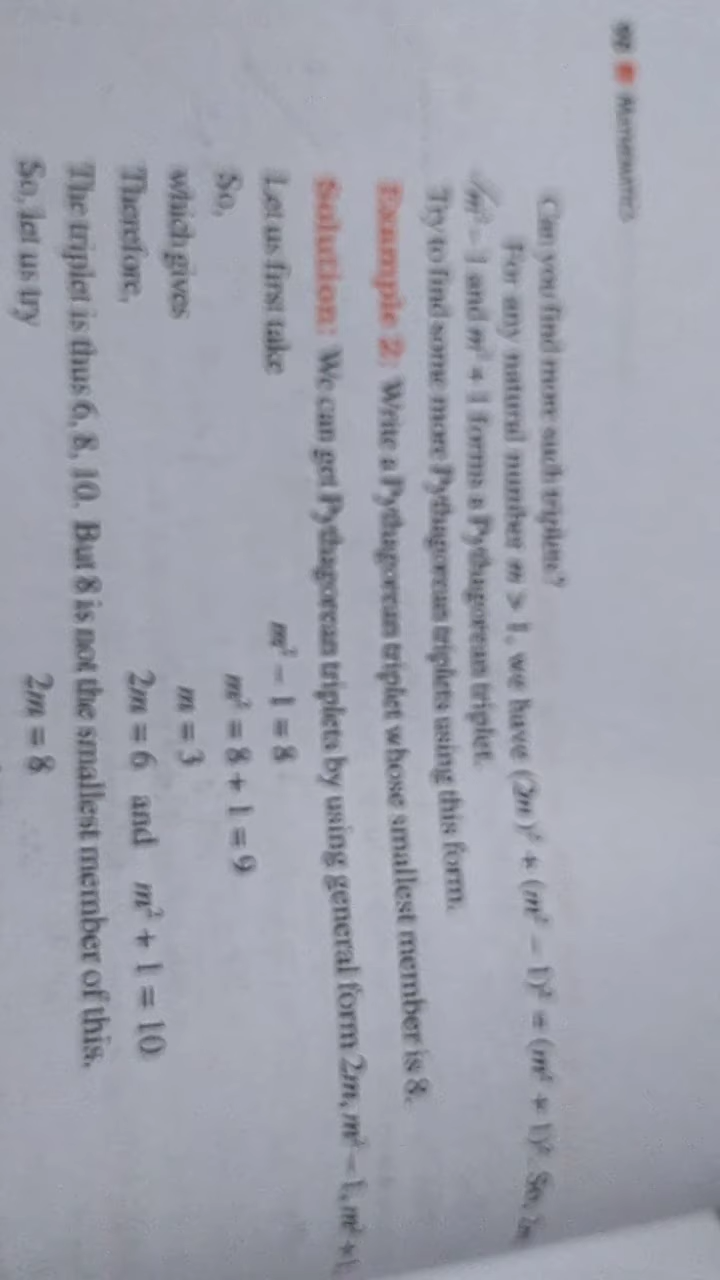 Mathematics
Can you find more such triplets?
For any natural number m > 1, we have (2m)² + (m² – 1)² = (m² + 1)². So, 2m,
m² – 1 and m² + 1 forms a Pythagorean triplet.
Try to find some more Pythagorean triplets using this form.
Example 2: Write a Pythagorean triplet whose smallest member is 8.
Solution: We can get Pythagorean triplets by using general form 2m, m² – 1, m² + 1.
Let us first take m² – 1 = 8
So, m² = 8 + 1 = 9
which gives m = 3
Therefore, 2m = 6 and m² + 1 = 10
The triplet is thus 6, 8, 10. But 8 is not the smallest member of this.
So, let us try 2m = 8